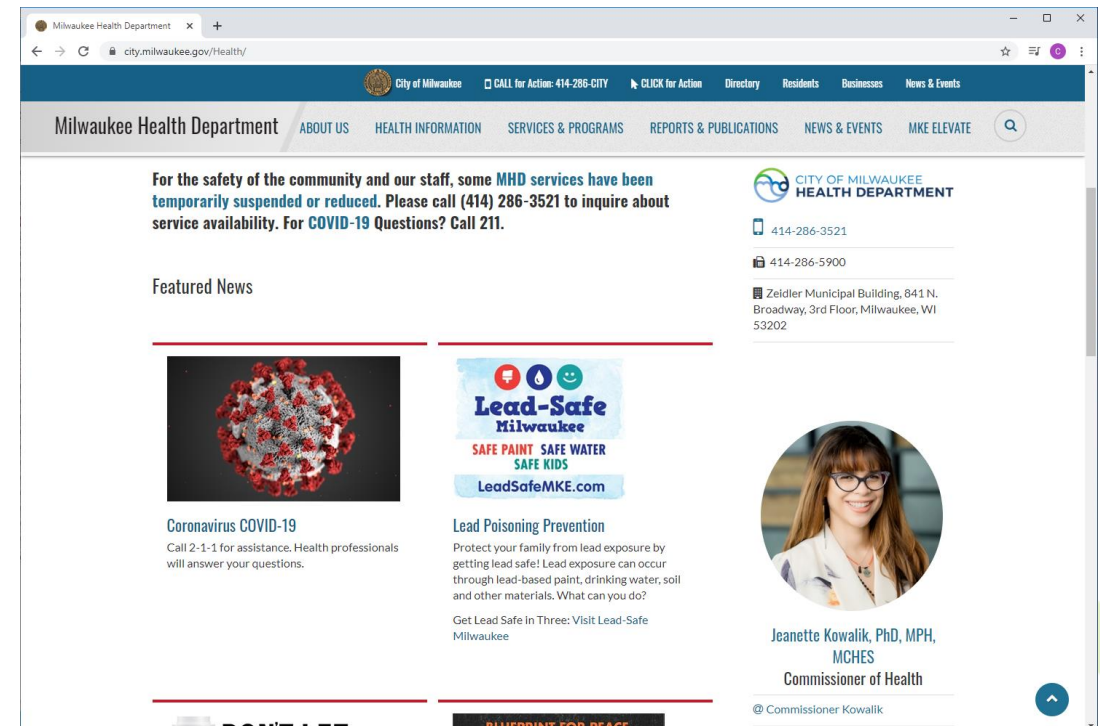 Milwaukee Health Department
city.milwaukee.gov/Health/
C
City of Milwaukee
CALL for Action: 414-286-CITY
CLICK for Action
Directory
Residents
Businesses
News & Events
Milwaukee Health Department
ABOUT US
HEALTH INFORMATION
SERVICES & PROGRAMS
REPORTS & PUBLICATIONS
NEWS & EVENTS
MKE ELEVATE
For the safety of the community and our staff, some MHD services have been
temporarily suspended or reduced. Please call (414) 286-3521 to inquire about
service availability. For COVID-19 Questions? Call 211.
Featured News
Coronavirus COVID-19
Call 2-1-1 for assistance. Health professionals
will answer your questions.
Lead-Safe
Milwaukee
SAFE PAINT SAFE WATER
SAFE KIDS
LeadSafeMKE.com
Lead Poisoning Prevention
Protect your family from lead exposure by
getting lead safe! Lead exposure can occur
through lead-based paint, drinking water, soil
and other materials. What can you do?
Get Lead Safe in Three: Visit Lead-Safe
Milwaukee
DON'T LET
BLUEPRINT FOR PEACE
CITY OF MILWAUKEE
HEALTH DEPARTMENT
414-286-3521
414-286-5900
Zeidler Municipal Building, 841 N.
Broadway, 3rd Floor, Milwaukee, WI
53202
Jeanette Kowalik, PhD, MPH,
MCHES
Commissioner of Health
@ Commissioner Kowalik